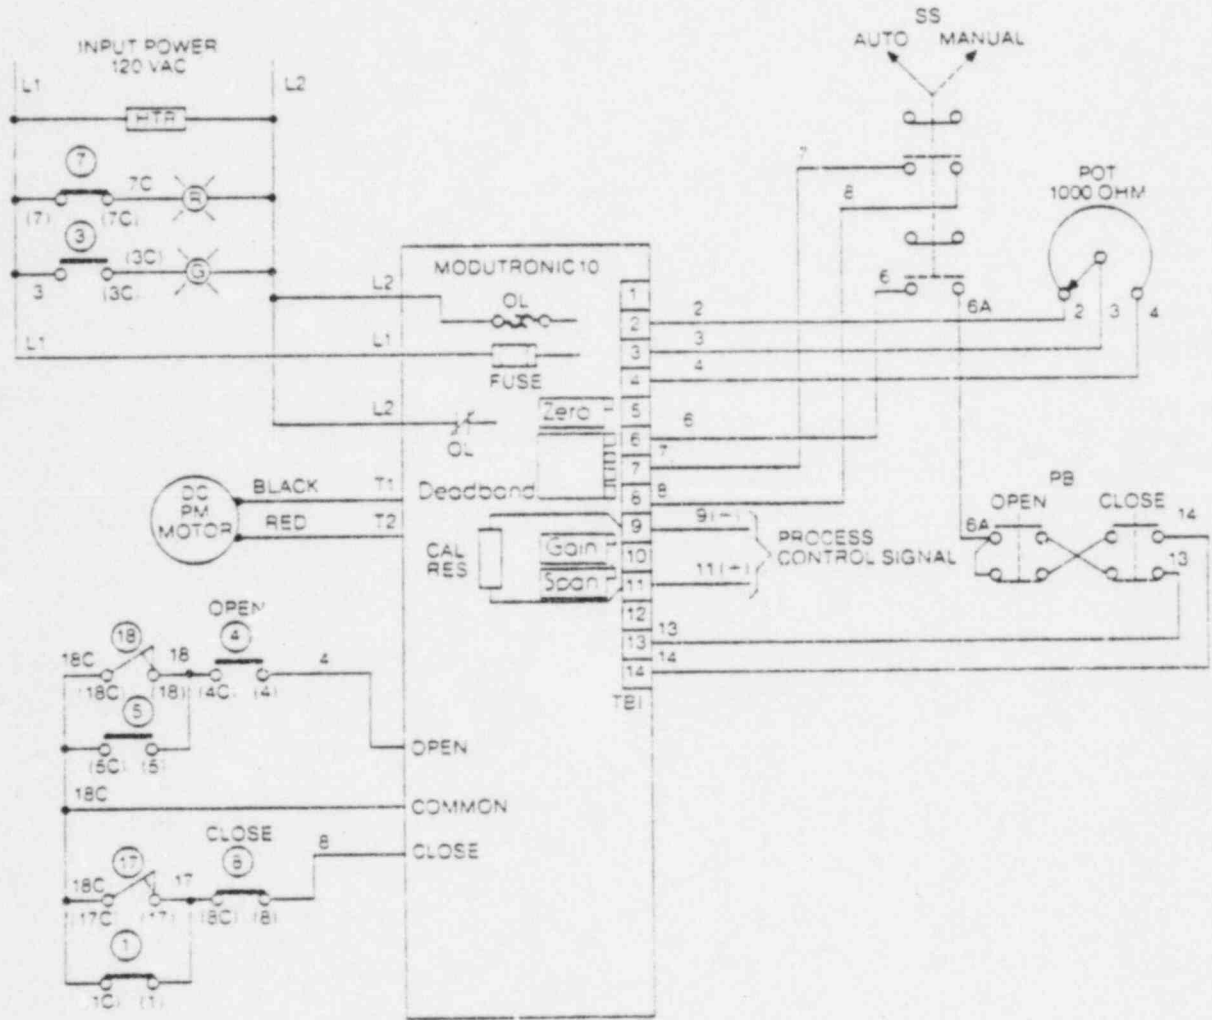 INPUT POWER
120 VAC
L1
L2
HTR
7
7C
R
(7)
(7C)
3
(3C)
G
3
(3C)
L1
L2
L1
L2
MODUTRONIC10
OL
FUSE
OL
Zero
Deadband
CAL
RES
Gain
Span
1
2
3
4
5
6
7
8
9
10
11
12
13
14
TB1
DC
PM
MOTOR
BLACK
T1
RED
T2
OPEN
18
4
18C
18
4
(18C)
(18)
(4C)
(4)
5
(5C)
(5)
OPEN
18C
COMMON
CLOSE
17
8
8
CLOSE
18C
17
(17C)
(17)
(8C)
(8)
1
(1C)
(1)
SS
AUTO
MANUAL
7
8
6
6A
POT
1000 OHM
2
3
4
2
3
4
6
7
8
9(-)
11(+)
PROCESS
CONTROL SIGNAL
13
14
PB
OPEN
CLOSE
6A
14
13